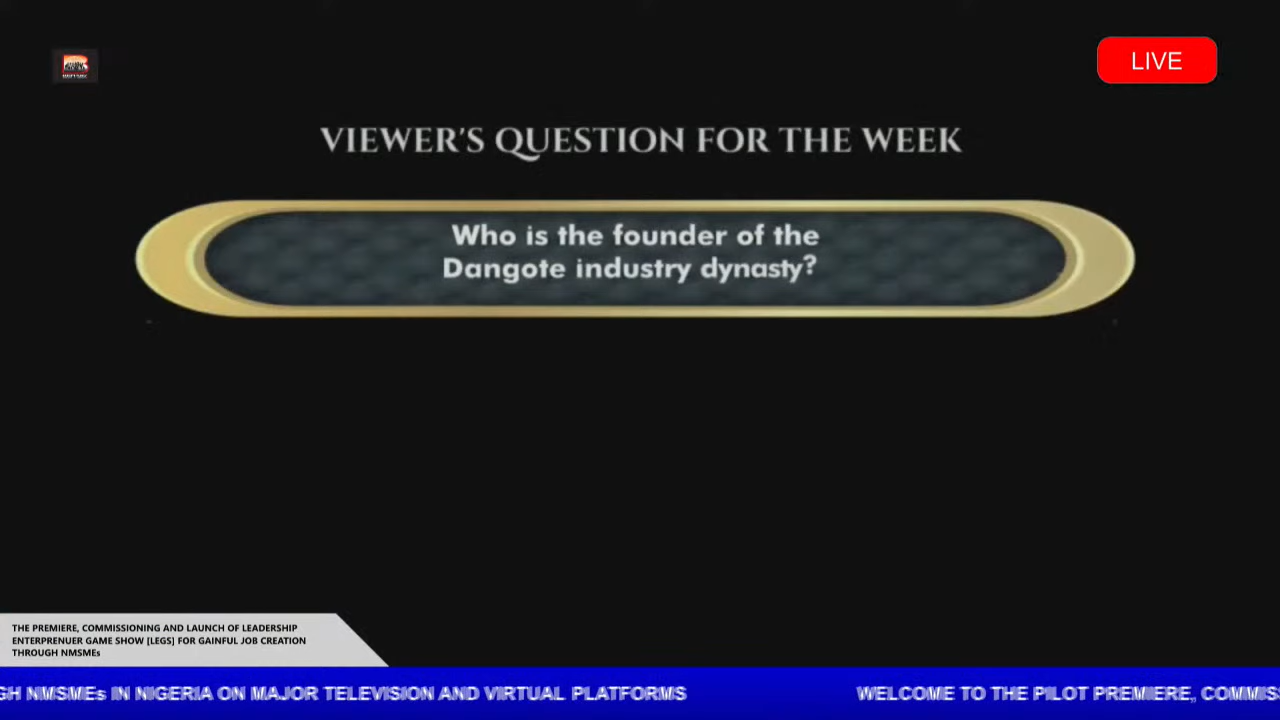 LIVE
VIEWER'S QUESTION FOR THE WEEK
Who is the founder of the
Dangote industry dynasty?
THE PREMIERE, COMMISSIONING AND LAUNCH OF LEADERSHIP
ENTERPRENUER GAME SHOW [LEGS] FOR GAINFUL JOB CREATION
THROUGH NMSMEs
GH NMSMEs IN NIGERIA ON MAJOR TELEVISION AND VIRTUAL PLATFORMS
WELCOME TO THE PILOT PREMIERE, COMMIS